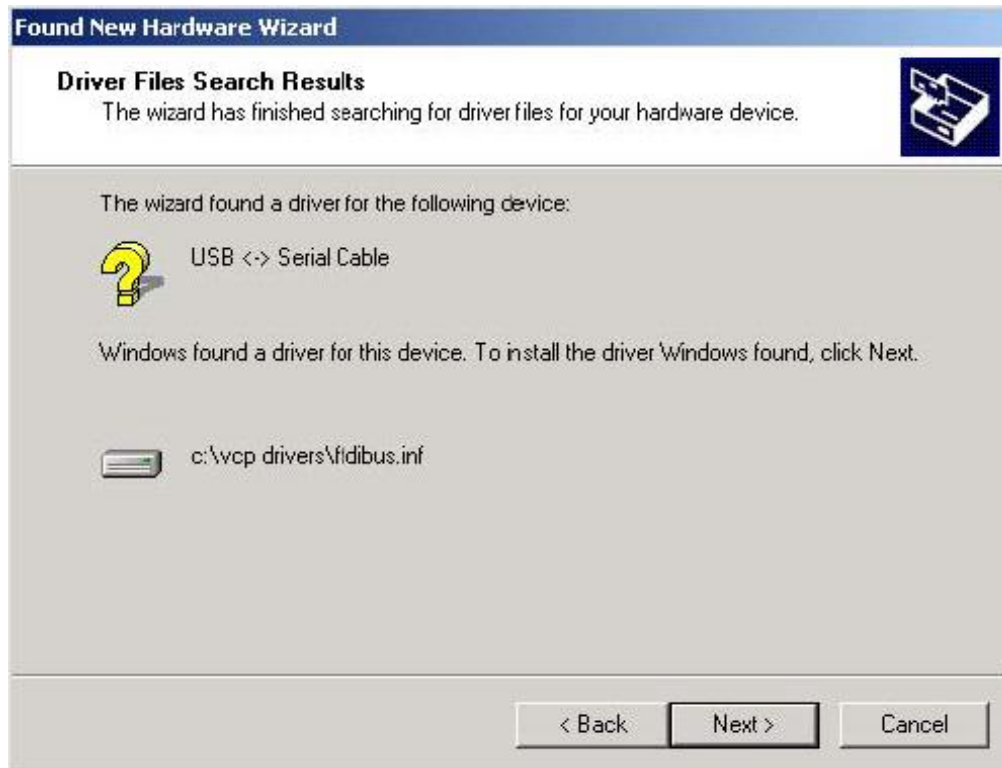 Found New Hardware Wizard
Driver Files Search Results
The wizard has finished searching for driver files for your hardware device.
The wizard found a driver for the following device:
USB <-> Serial Cable
Windows found a driver for this device. To install the driver Windows found, click Next.
c:\vcp drivers\ftdibus.inf
< Back
Next >
Cancel